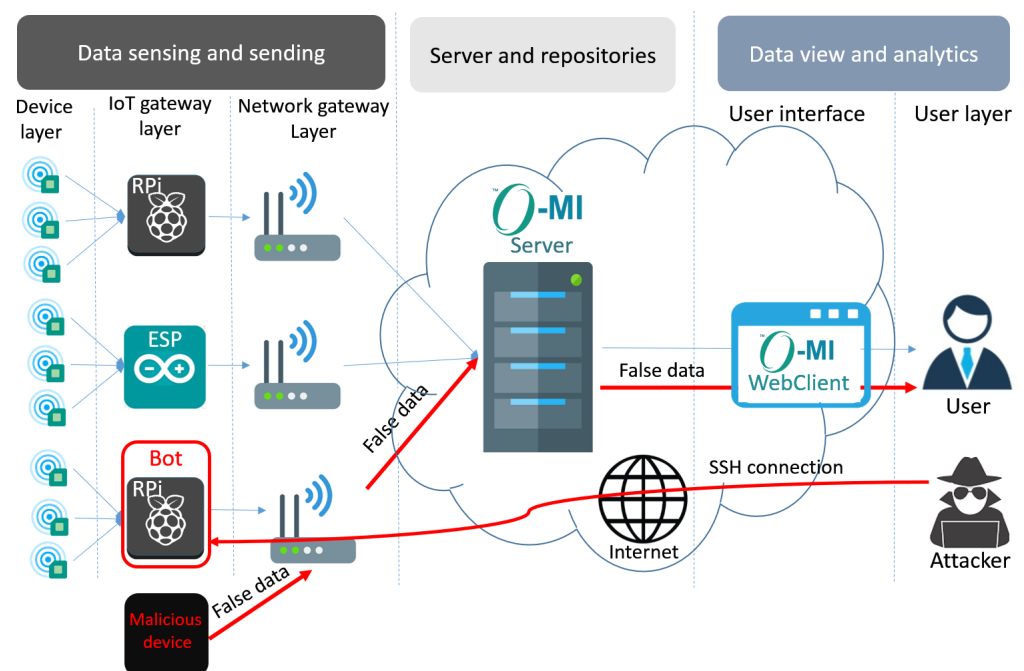 Data sensing and sending
Server and repositories
Data view and analytics
Device
layer
IoT gateway
layer
Network gateway
Layer
User interface
User layer
RPi
™
O-MI
Server
ESP
™
O-MI
WebClient
False data
False data
User
Bot
RPi
SSH connection
Internet
Attacker
False data
Malicious
device